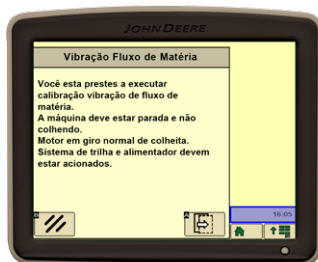 JOHN DEERE
Vibração Fluxo de Matéria
Você esta prestes a executar
calibração vibração de fluxo de
matéria.
A máquina deve estar parada e não
colhendo.
Motor em giro normal de colheita.
Sistema de trilha e alimentador devem
estar acionados.
16:05